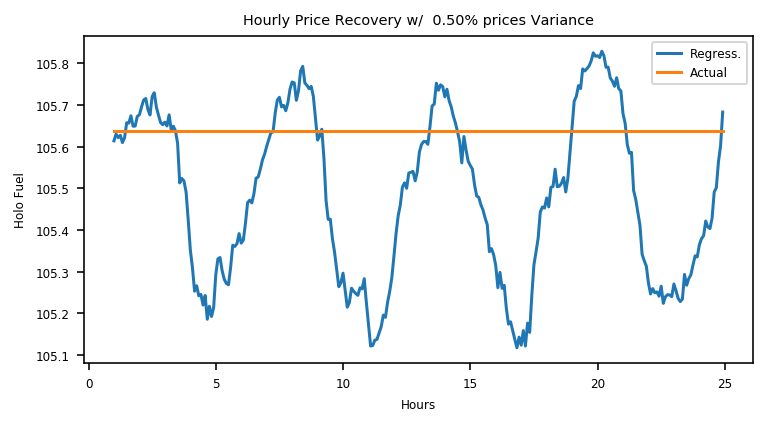 Hourly Price Recovery w/  0.50% prices Variance
Holo Fuel
105.8
105.7
105.6
105.5
105.4
105.3
105.2
105.1
Regress.
Actual
0 5 10 15 20 25
Hours